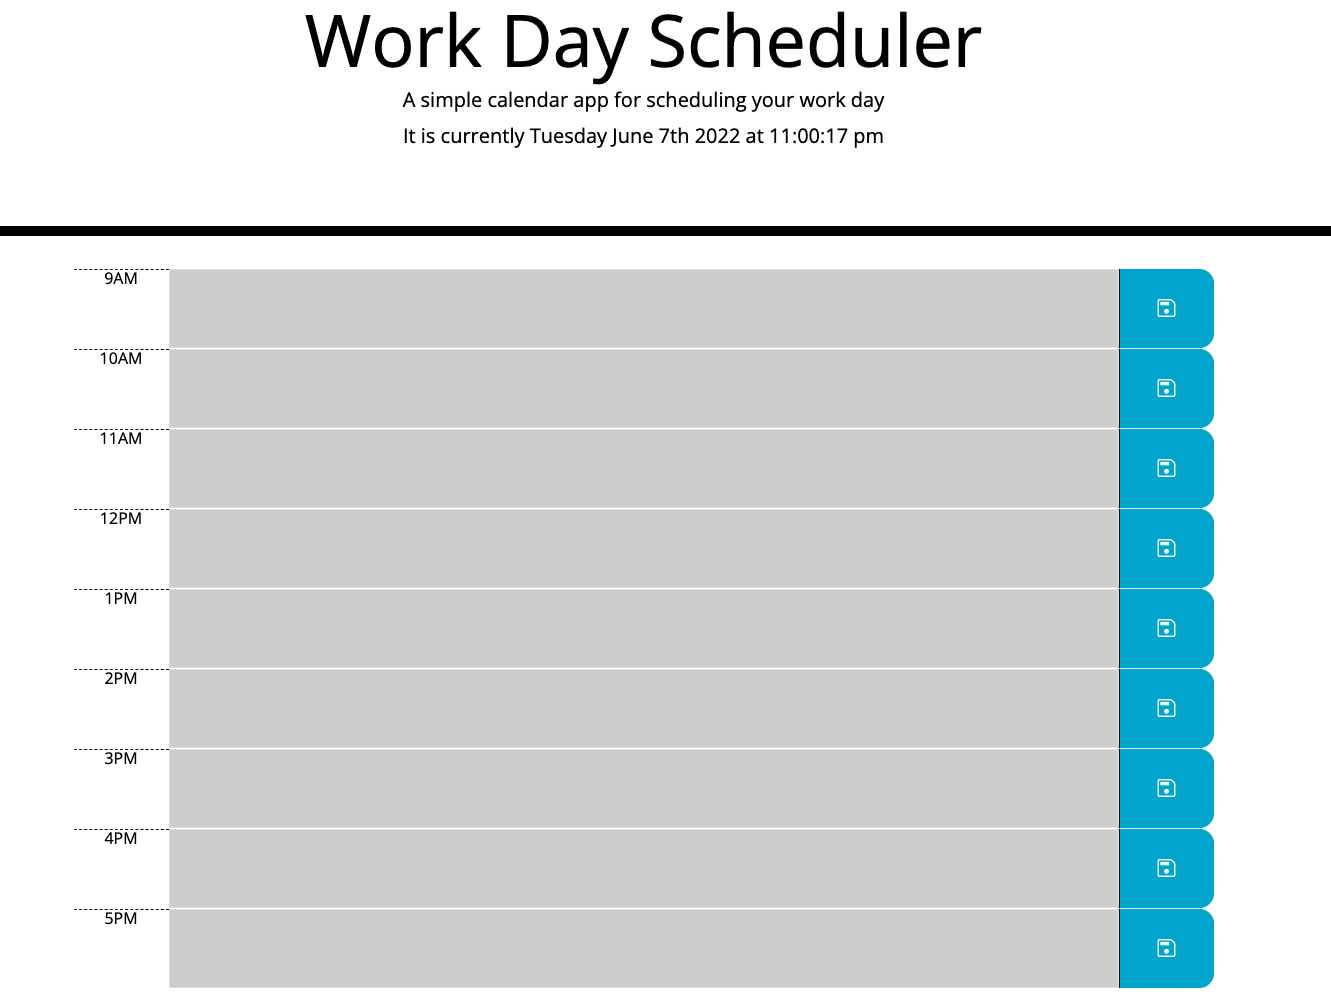 Work Day Scheduler
A simple calendar app for scheduling your work day
It is currently Tuesday June 7th 2022 at 11:00:17 pm
9AM
10AM
11AM
12PM
1PM
2PM
3PM
4PM
5PM